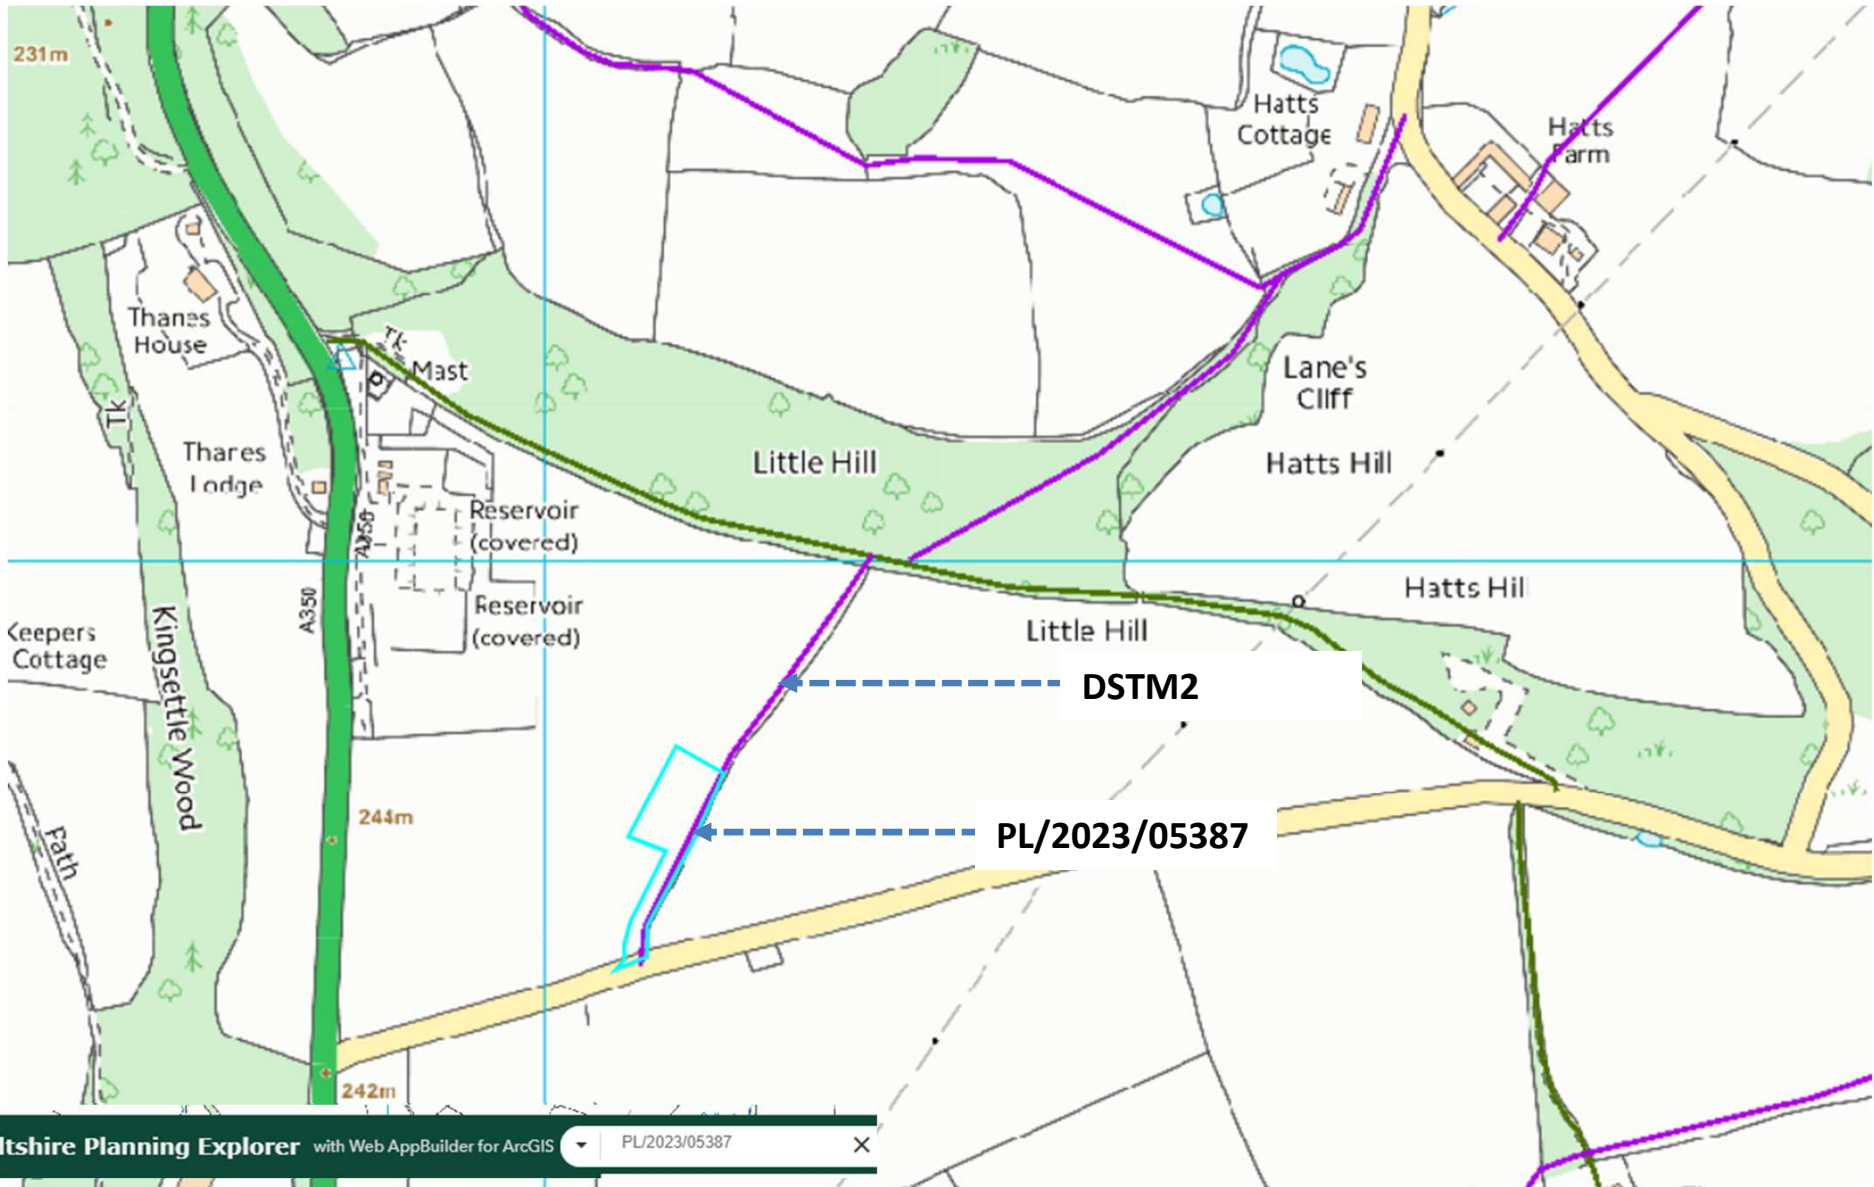 231m
Hatts
Cottage
Hatts
Farm
Thanes
House
Tk
Mast
Tk
Lane's
Cliff
Thares
Lodge
Little Hill
Hatts Hill
Reservoir
(covered)
A350
A350
Reservoir
(covered)
Hatts Hill
Keepers
Cottage
Kingsettle Wood
Little Hill
DSTM2
244m
PL/2023/05387
Path
242m
ltshire Planning Explorer with Web AppBuilder for ArcGIS PL/2023/05387